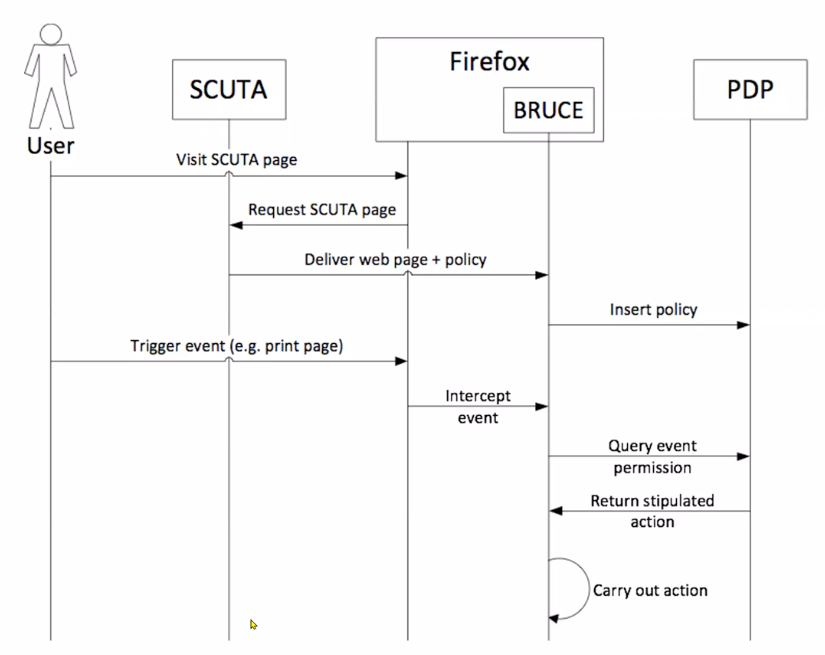 Firefox
SCUTA
BRUCE
PDP
User
Visit SCUTA page
Request SCUTA page
Deliver web page + policy
Insert policy
Trigger event (e.g. print page)
Intercept
event
Query event
permission
Return stipulated
action
Carry out action